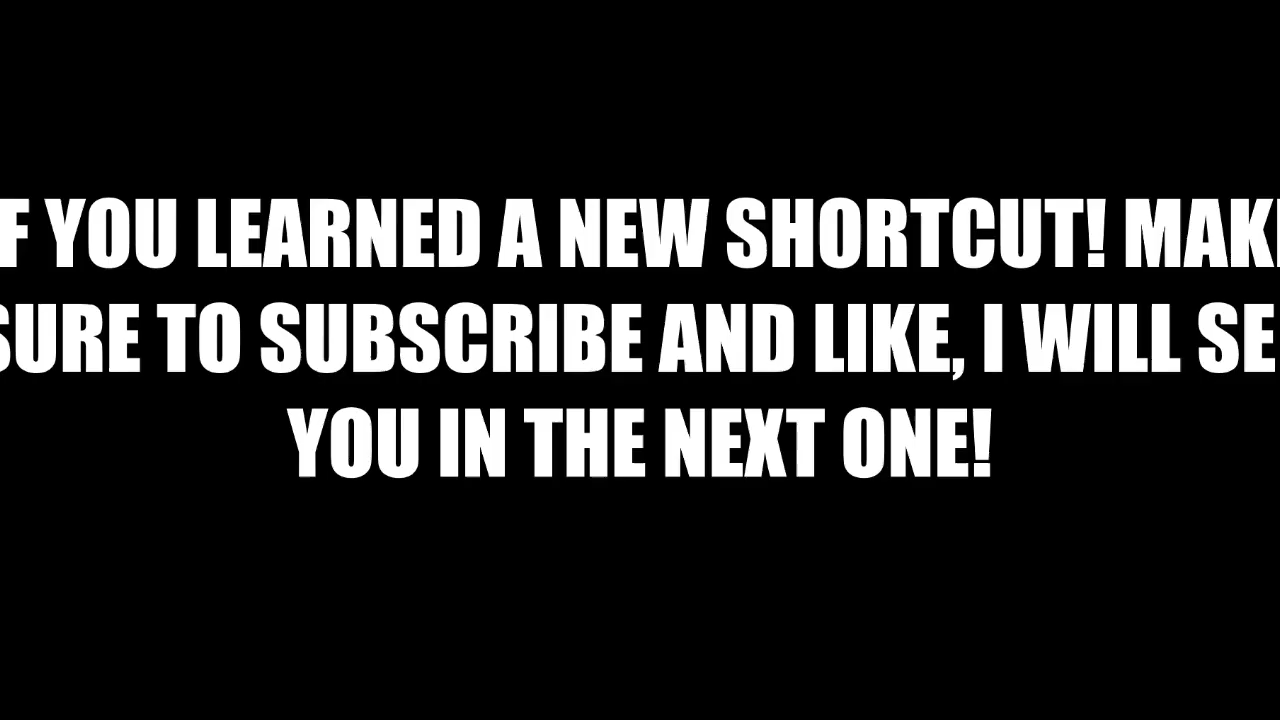 F YOU LEARNED A NEW SHORTCUT! MAK
SURE TO SUBSCRIBE AND LIKE, I WILL SE
YOU IN THE NEXT ONE!